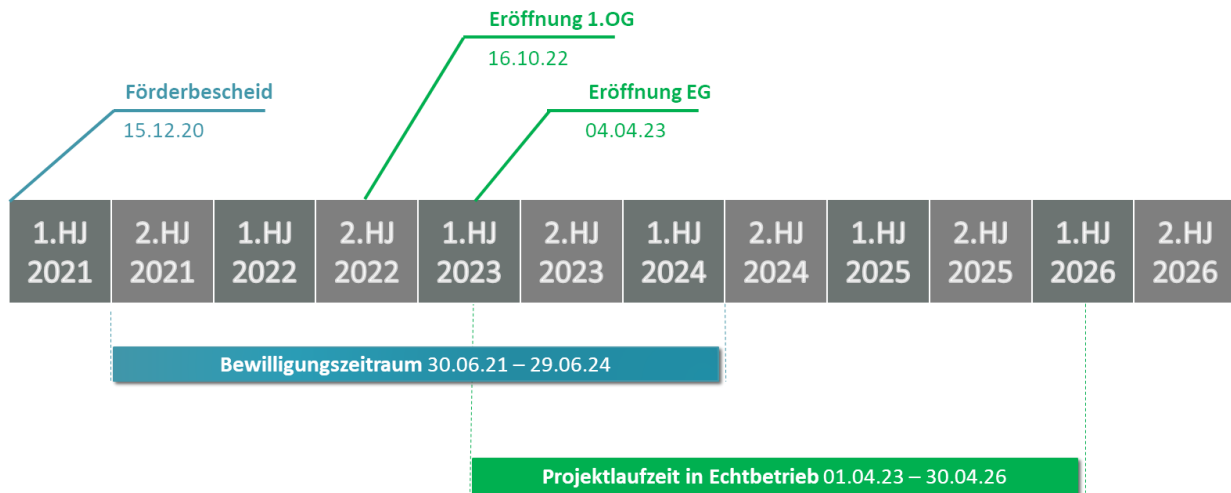 Eröffnung 1.OG
16.10.22
Förderbescheid
15.12.20
Eröffnung EG
04.04.23
1.HJ 2.HJ 1.HJ 2.HJ 1.HJ 2.HJ 1.HJ 2.HJ 1.HJ 2.HJ 1.HJ 2.HJ
2021 2021 2022 2022 2023 2023 2024 2024 2025 2025 2026 2026
Bewilligungszeitraum 30.06.21 – 29.06.24
Projektlaufzeit in Echtbetrieb 01.04.23 – 30.04.26